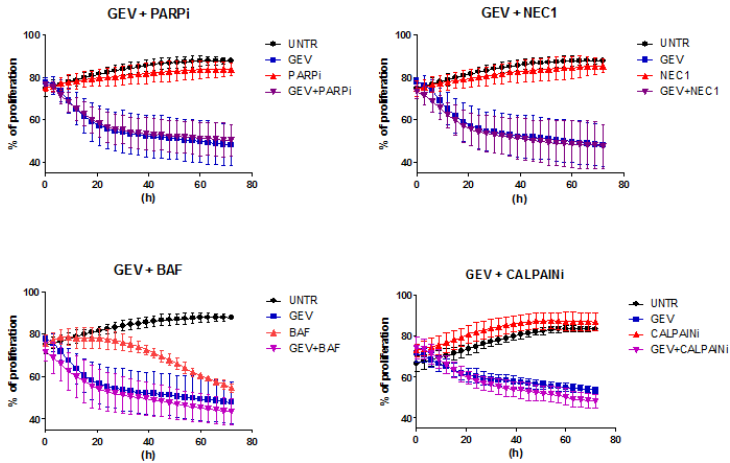 GEV + PARPi
% of proliferation
100
80
60
40
0
20
40
60
80
(h)
UNTR
GEV
PARPi
GEV+PARPi
GEV + NEC1
% of proliferation
100
80
60
40
0
20
40
60
80
(h)
UNTR
GEV
NEC1
GEV+NEC1
GEV + BAF
% of proliferation
100
80
60
40
0
20
40
60
80
(h)
UNTR
GEV
BAF
GEV+BAF
GEV + CALPAINi
% of proliferation
100
80
60
40
0
20
40
60
80
(h)
UNTR
GEV
CALPAINi
GEV+CALPAINi